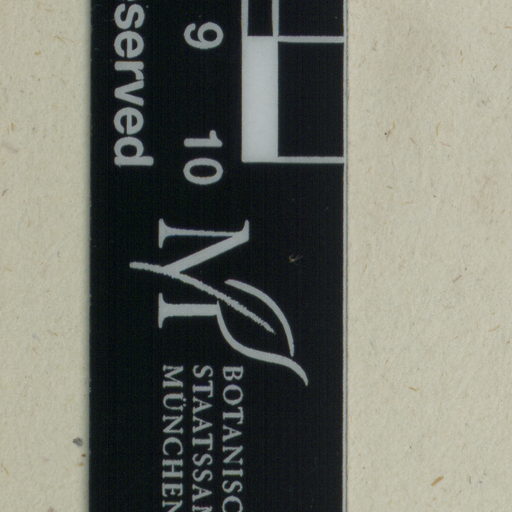 served
9 10
M
BOTANISC
STAATSSAM
MÜNCHEN